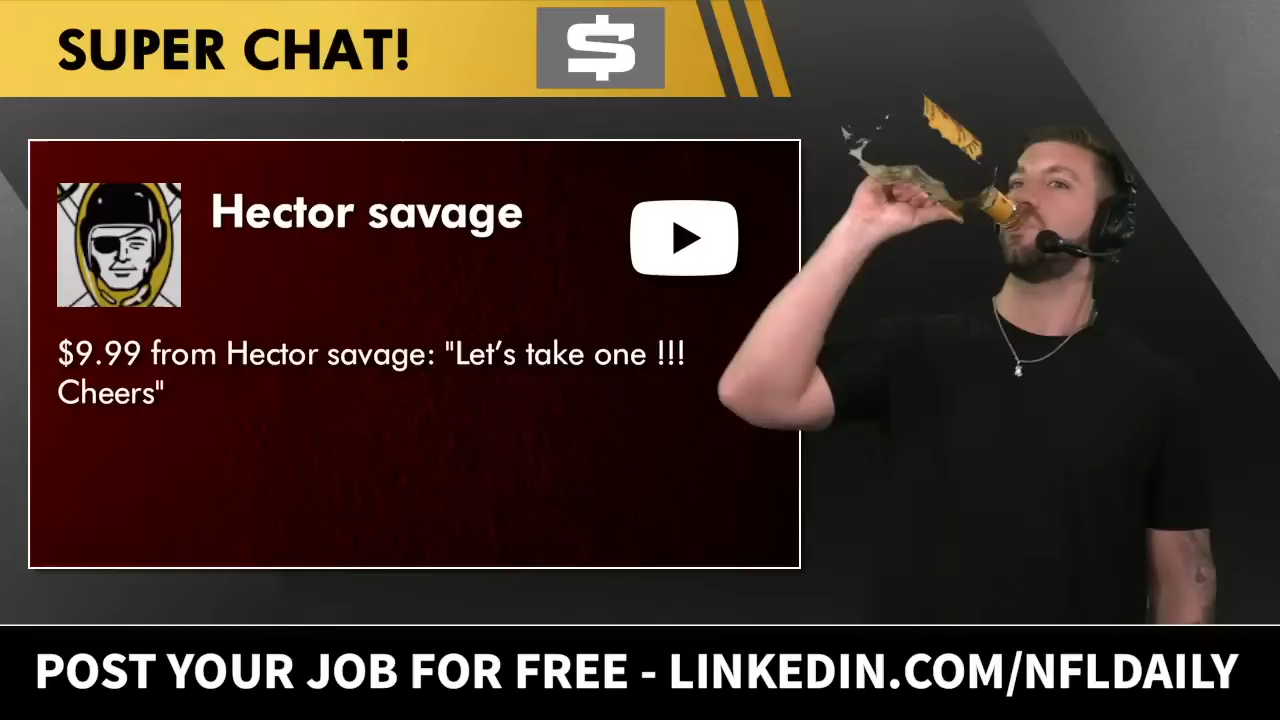 SUPER CHAT!
$
Hector savage
$9.99 from Hector savage: "Let’s take one !!!
Cheers"
POST YOUR JOB FOR FREE - LINKEDIN.COM/NFLDAILY